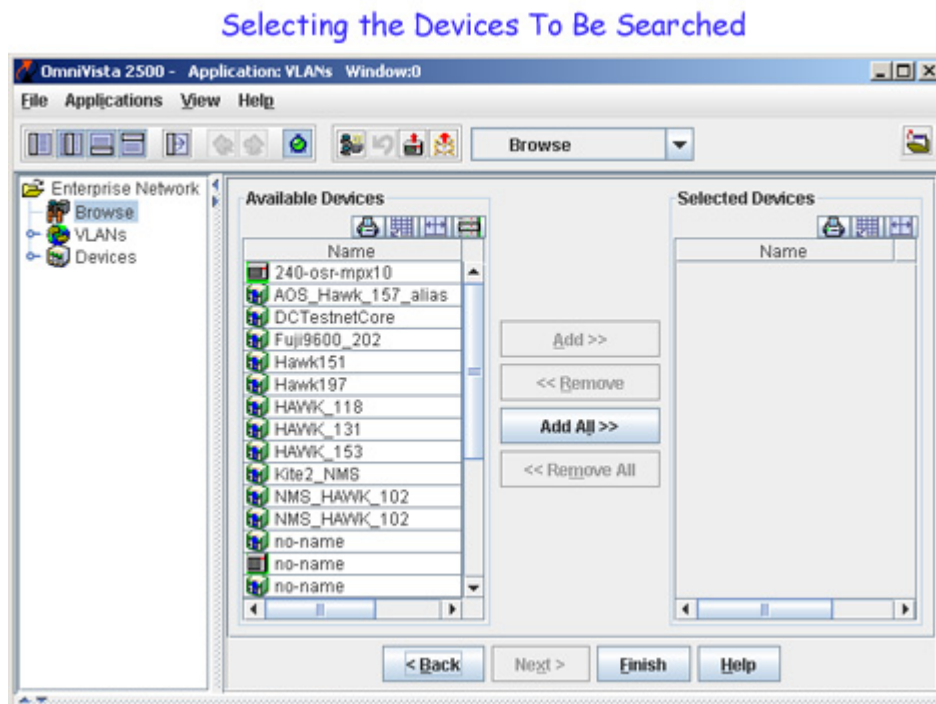 Selecting the Devices To Be Searched
OmniVista 2500 - Application: VLANs Window:0
File Applications View Help
Browse
Enterprise Network
Browse
VLANs
Devices
Available Devices
Name
240-osr-mpx10
AOS_Hawk_157_alias
DCTestnetCore
Fuji9600_202
Hawk151
Hawk197
HAWK_118
HAWK_131
HAWK_153
Kite2_NMS
NMS_HAWK_102
NMS_HAWK_102
no-name
no-name
no-name
Add >>
<< Remove
Add All >>
<< Remove All
Selected Devices
Name
< Back Next > Finish Help